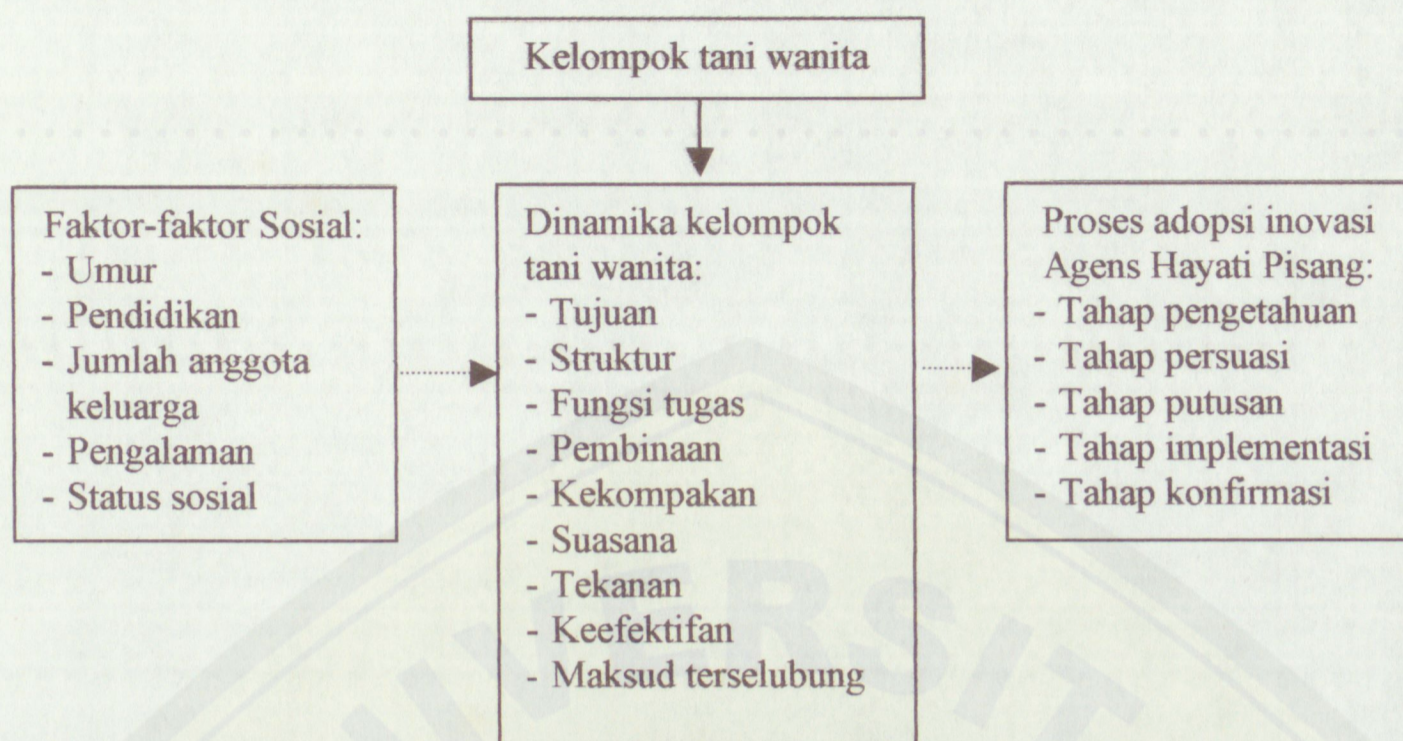 Kelompok tani wanita
Faktor-faktor Sosial:
- Umur
- Pendidikan
- Jumlah anggota
keluarga
- Pengalaman
- Status sosial
Dinamika kelompok
tani wanita:
- Tujuan
- Struktur
- Fungsi tugas
- Pembinaan
- Kekompakan
- Suasana
- Tekanan
- Keefektifan
- Maksud terselubung
Proses adopsi inovasi
Agens Hayati Pisang:
- Tahap pengetahuan
- Tahap persuasi
- Tahap putusan
- Tahap implementasi
- Tahap konfirmasi
IVERSIT